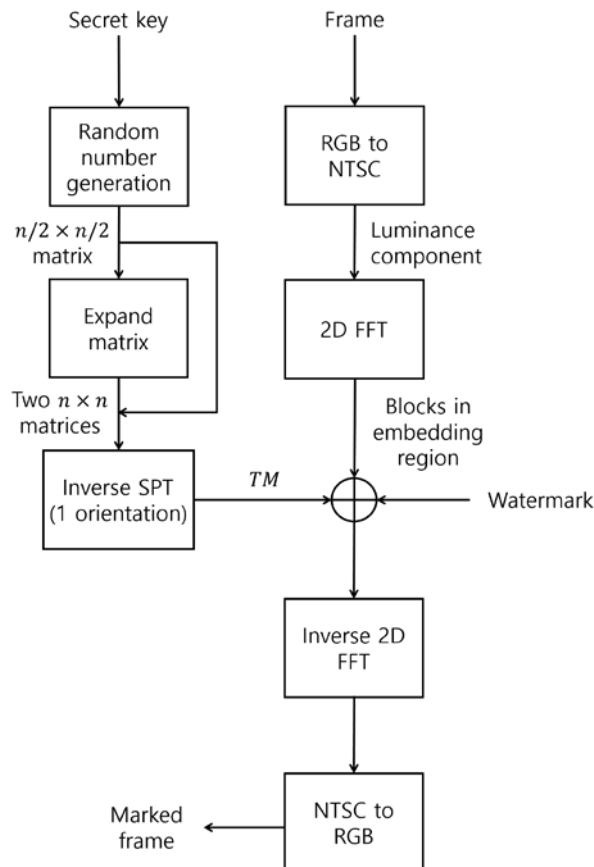 Secret key
Frame
Random
number
generation
RGB to
NTSC
n/2 × n/2
matrix
Luminance
component
Expand
matrix
2D FFT
Two n × n
matrices
Blocks in
embedding
region
Inverse SPT
(1 orientation)
TM
Watermark
Inverse 2D
FFT
NTSC to
RGB
Marked
frame